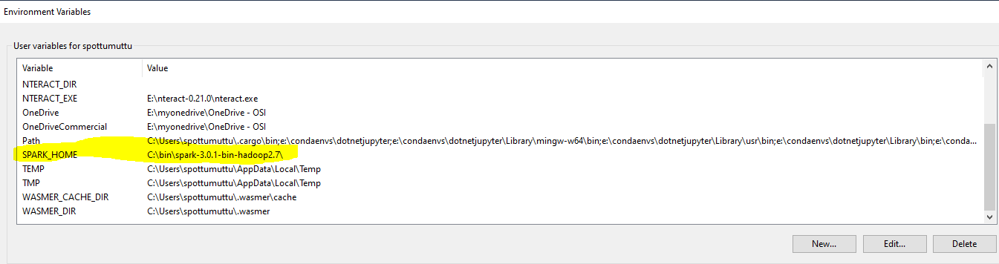 Environment Variables
User variables for spottumuttu
Variable Value
NTERACT_DIR
NTERACT_EXE E:\nteract-0.21.0\nteract.exe
OneDrive E:\myonedrive\OneDrive - OSI
OneDriveCommercial E:\myonedrive\OneDrive - OSI
Path C:\Users\spottumuttu\.cargo\bin;e:\condaenvs\dotnetjupyter;e:\condaenvs\dotnetjupyter\Library\mingw-w64\bin;e:\condaenvs\dotnetjupyter\Library\usr\bin;e:\condaenvs\dotnetjupyter\Library\bin;e:\conda...
SPARK_HOME C:\bin\spark-3.0.1-bin-hadoop2.7\
TEMP C:\Users\spottumuttu\AppData\Local\Temp
TMP C:\Users\spottumuttu\AppData\Local\Temp
WASMER_CACHE_DIR C:\Users\spottumuttu\.wasmer\cache
WASMER_DIR C:\Users\spottumuttu\.wasmer
New... Edit... Delete